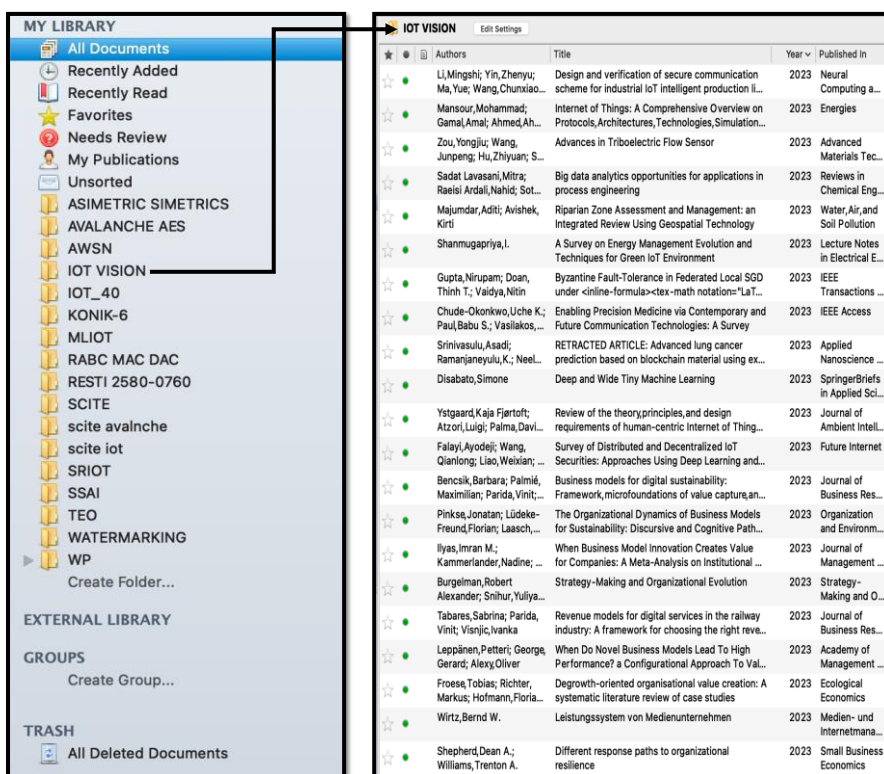 MY LIBRARY
All Documents
Recently Added
Recently Read
Favorites
Needs Review
My Publications
Unsorted
ASIMETRIC SIMETRICS
AVALANCHE AES
AWSN
IOT VISION
IOT_40
KONIK-6
MLIOT
RABC MAC DAC
RESTI 2580-0760
SCITE
scite avalnche
scite iot
SRIOT
SSAI
TEO
WATERMARKING
WP
Create Folder...
EXTERNAL LIBRARY
GROUPS
Create Group...
TRASH
All Deleted Documents
IOT VISION Edit Settings
Authors Title Year Published In
Li,Mingshi; Yin,Zhenyu; Design and verification of secure communication 2023 Neural
Ma,Yue; Wang,Chunxiao... scheme for industrial IoT intelligent production li... Computing a...
Mansour,Mohammad; Internet of Things: A Comprehensive Overview on 2023 Energies
Gamal,Amal; Ahmed,Ah... Protocols,Architectures,Technologies,Simulation...
Zou,Yongjiu; Wang, Advances in Triboelectric Flow Sensor 2023 Advanced
Junpeng; Hu,Zhiyuan; S... Materials Tec...
Sadat Lavasani,Mitra; Big data analytics opportunities for applications in 2023 Reviews in
Raeisi Ardali,Nahid; Sot... process engineering Chemical Eng...
Majumdar,Aditi; Avishek, Riparian Zone Assessment and Management: an 2023 Water,Air,and
Kirti Integrated Review Using Geospatial Technology Soil Pollution
Shanmugapriya,I. A Survey on Energy Management Evolution and 2023 Lecture Notes
Techniques for Green IoT Environment in Electrical E...
Gupta,Nirupam; Doan, Byzantine Fault-Tolerance in Federated Local SGD 2023 IEEE
Thinh T.; Vaidya,Nitin under <inline-formula><tex-math notation="LaT... Transactions ...
Chude-Okonkwo,Uche K.; Enabling Precision Medicine via Contemporary and 2023 IEEE Access
Paul,Babu S.; Vasilakos,... Future Communication Technologies: A Survey
Srinivasulu,Asadi; RETRACTED ARTICLE: Advanced lung cancer 2023 Applied
Ramanjaneyulu,K.; Neel... prediction based on blockchain material using ex... Nanoscience ...
Disabato,Simone Deep and Wide Tiny Machine Learning 2023 SpringerBriefs
in Applied Sci...
Ystgaard,Kaja Fjørtoft; Review of the theory,principles,and design 2023 Journal of
Atzori,Luigi; Palma,Davi... requirements of human-centric Internet of Thing... Ambient Intell...
Falayi,Ayodeji; Wang, Survey of Distributed and Decentralized IoT 2023 Future Internet
Qianlong; Liao,Weixian; ... Securities: Approaches Using Deep Learning and...
Bencsik,Barbara; Palmié, Business models for digital sustainability: 2023 Journal of
Maximilian; Parida,Vinit;... Framework,microfoundations of value capture,an... Business Res...
Pinkse,Jonatan; Lüdeke- The Organizational Dynamics of Business Models 2023 Organization
Freund,Florian; Laasch,... for Sustainability: Discursive and Cognitive Path... and Environm...
Ilyas,Imran M.; When Business Model Innovation Creates Value 2023 Journal of
Kammerlander,Nadine; ... for Companies: A Meta-Analysis on Institutional ... Management ...
Burgelman,Robert Strategy-Making and Organizational Evolution 2023 Strategy-
Alexander; Snihur,Yuliya... Making and O...
Tabares,Sabrina; Parida, Revenue models for digital services in the railway 2023 Journal of
Vinit; Visnjic,Ivanka industry: A framework for choosing the right reve... Business Res...
Leppänen,Petteri; George, When Do Novel Business Models Lead To High 2023 Academy of
Gerard; Alexy,Oliver Performance? a Configurational Approach To Val... Management ...
Froese,Tobias; Richter, Degrowth-oriented organisational value creation: A 2023 Ecological
Markus; Hofmann,Floria... systematic literature review of case studies Economics
Wirtz,Bernd W. Leistungssystem von Medienunternehmen 2023 Medien- und
Internetmana...
Shepherd,Dean A.; Different response paths to organizational 2023 Small Business
Williams,Trenton A. resilience Economics